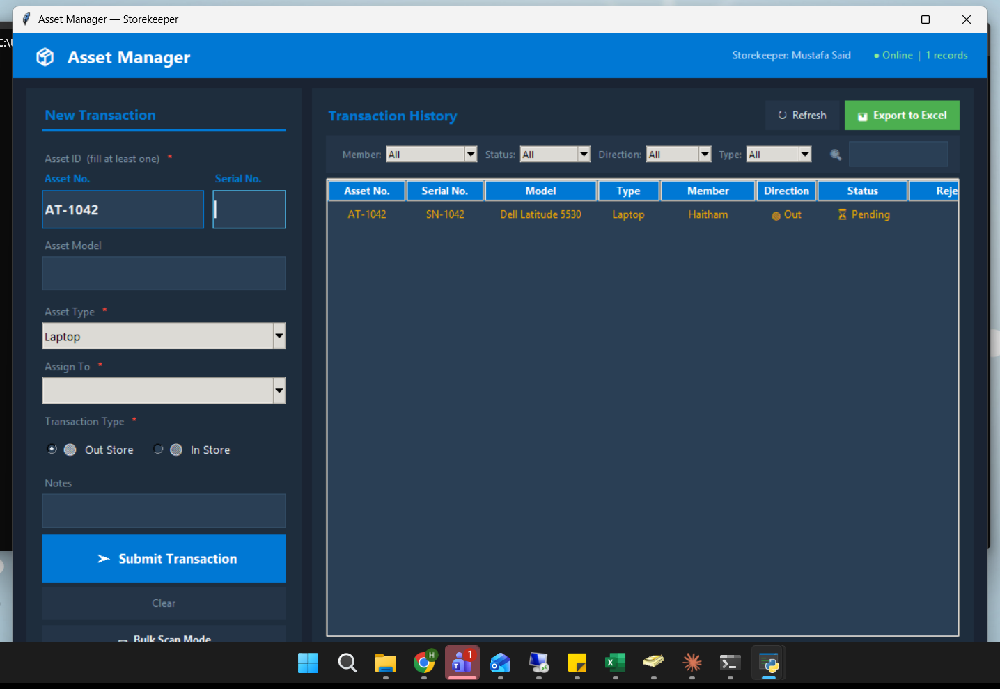 Asset Manager — Storekeeper
C:\
Asset Manager
Storekeeper: Mustafa Said
● Online | 1 records
New Transaction
Asset ID (fill at least one) *
Asset No.
Serial No.
AT-1042
Asset Model
Asset Type *
Laptop
Assign To *
Transaction Type *
Out Store
In Store
Notes
Submit Transaction
Clear
Bulk Scan Mode
Transaction History
Refresh
Export to Excel
Member: All
Status: All
Direction: All
Type: All
Asset No. Serial No. Model Type Member Direction Status Reje
AT-1042 SN-1042 Dell Latitude 5530 Laptop Haitham Out Pending
H
1